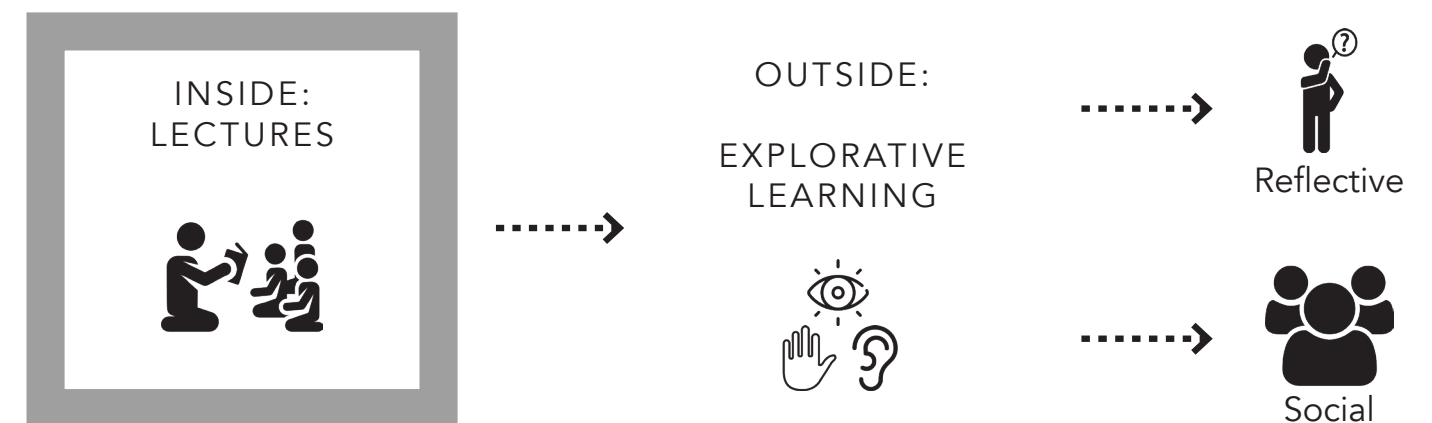 INSIDE:
LECTURES
OUTSIDE:
EXPLORATIVE
LEARNING
?
Reflective
Social